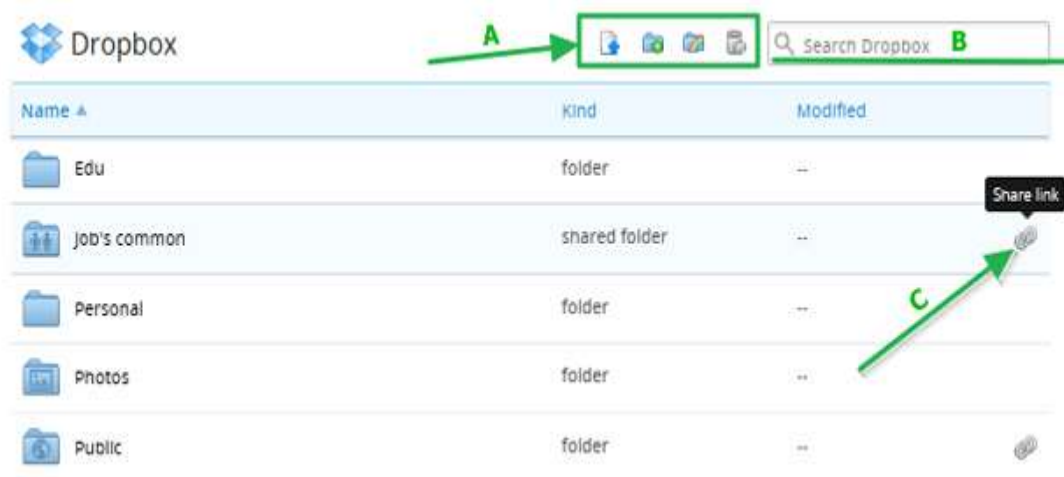 Dropbox
A
Search Dropbox B
Name Kind Modified
Edu folder --
Share link
Job's common shared folder --
C
Personal folder --
Photos folder --
Public folder --